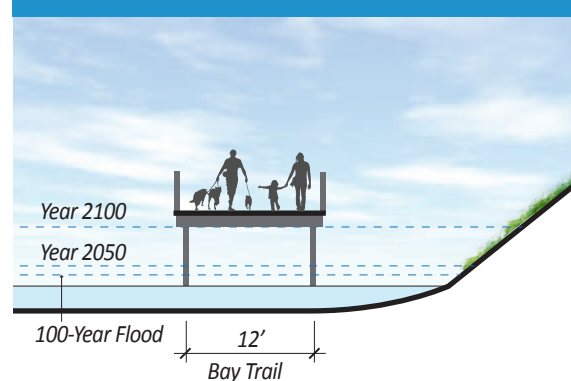 Year 2100
Year 2050
100-Year Flood
12’
Bay Trail